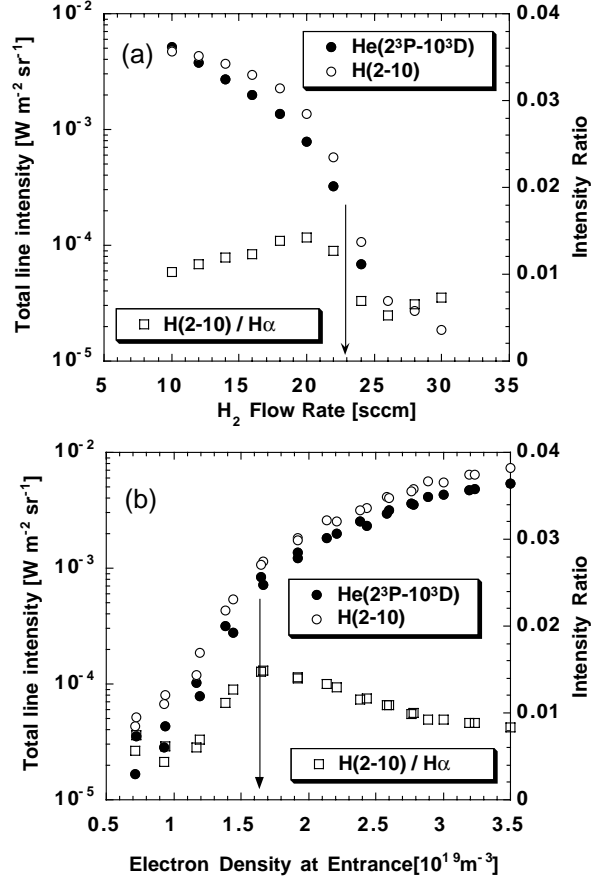 (a)
He(2³P-10³D)
H(2-10)
H(2-10) / Hα
10⁻²
10⁻³
10⁻⁴
10⁻⁵
Total line intensity [W m⁻² sr⁻¹]
0.04
0.03
0.02
0.01
0
Intensity Ratio
5 10 15 20 25 30 35
H₂ Flow Rate [sccm]
(b)
He(2³P-10³D)
H(2-10)
H(2-10) / Hα
10⁻²
10⁻³
10⁻⁴
10⁻⁵
Total line intensity [W m⁻² sr⁻¹]
0.04
0.03
0.02
0.01
0
Intensity Ratio
0.5 1 1.5 2 2.5 3 3.5
Electron Density at Entrance[10¹⁹m⁻³]